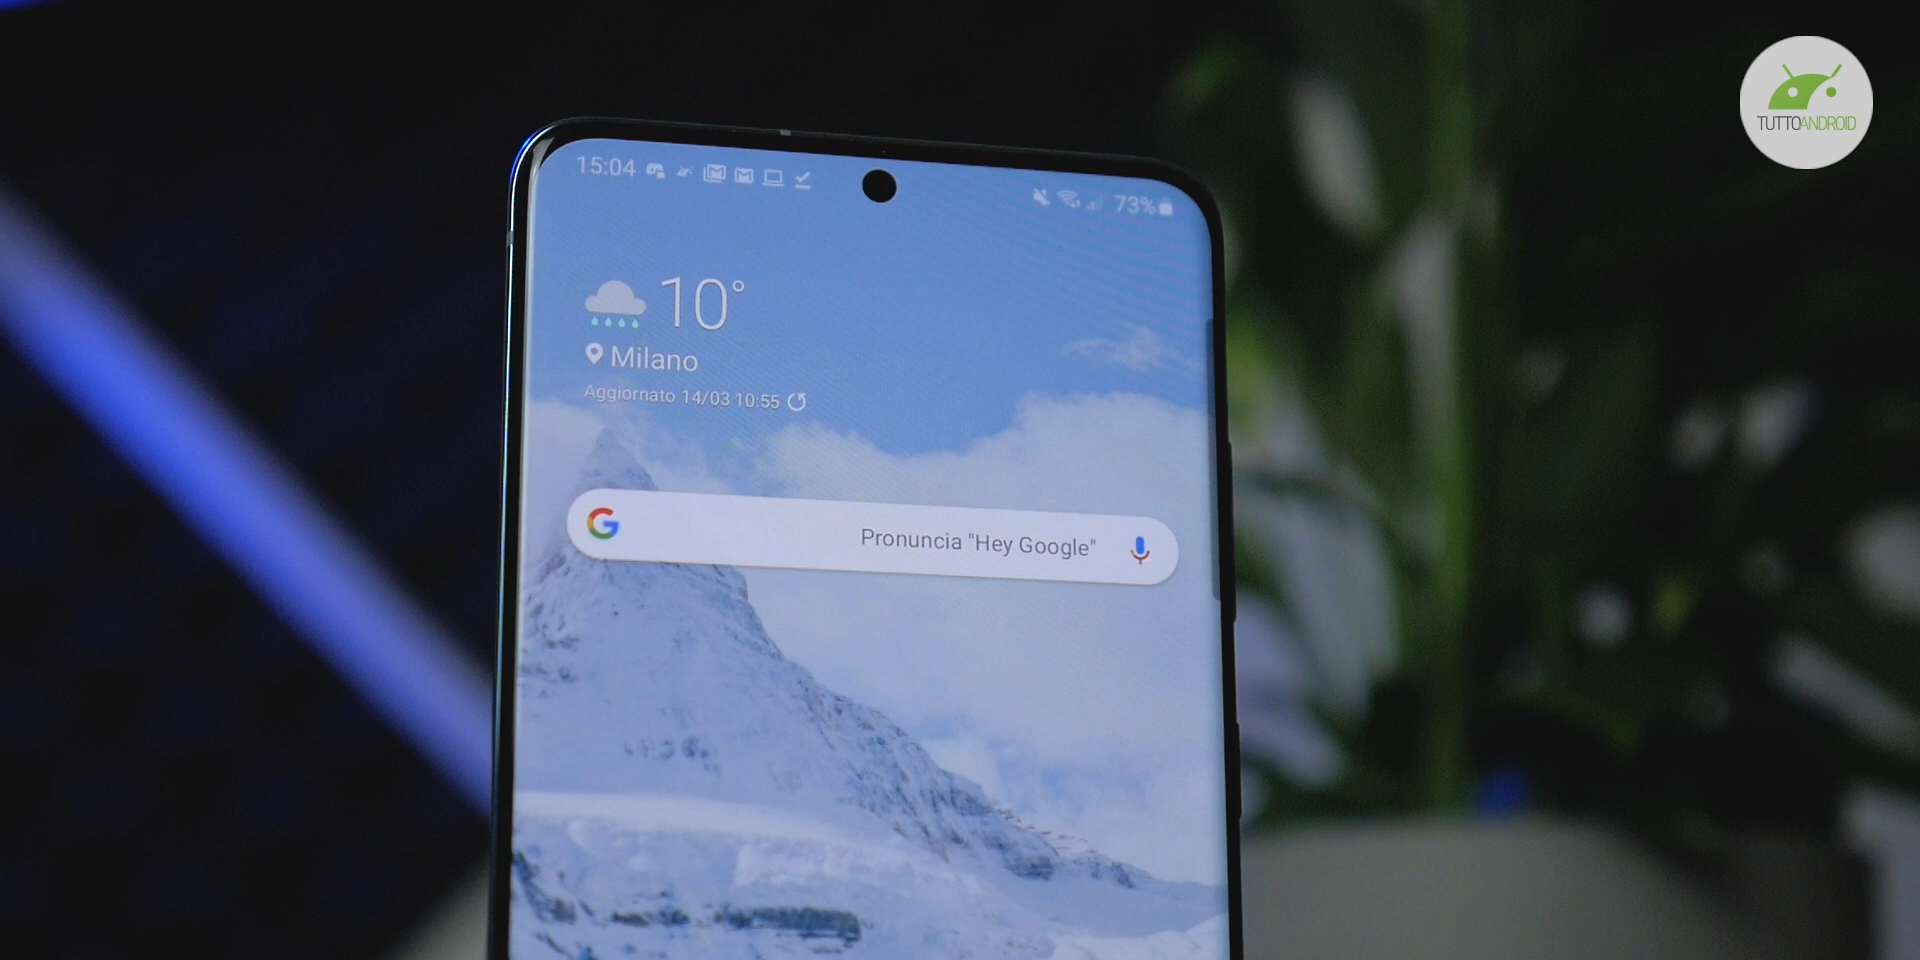 15:04
73%
TUTTOANDROID
10°
Milano
Aggiornato 14/03 10:55
Pronuncia "Hey Google"